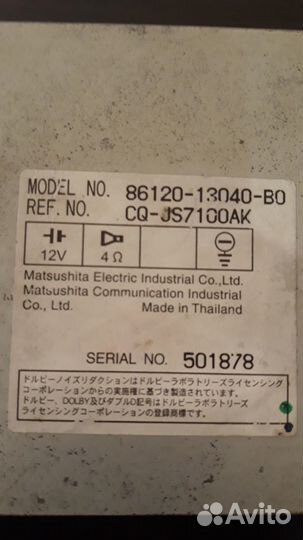 MODEL NO. 86120-13040-B0
REF. NO. CQ-JS7100AK
12V 4Ω
Matsushita Electric Industrial Co.,Ltd.
Matsushita Communication Industrial
Co., Ltd. Made in Thailand
SERIAL NO. 501878
ドルビーノイズリダクションはドルビーラボラトリーズライセンシング
コーポレーションからの実施権に基づき製造されています。
ドルビー、DOLBY及びダブルD記号はドルビーラボラトリーズ
ライセンシングコーポレーションの登録商標です。
Avito